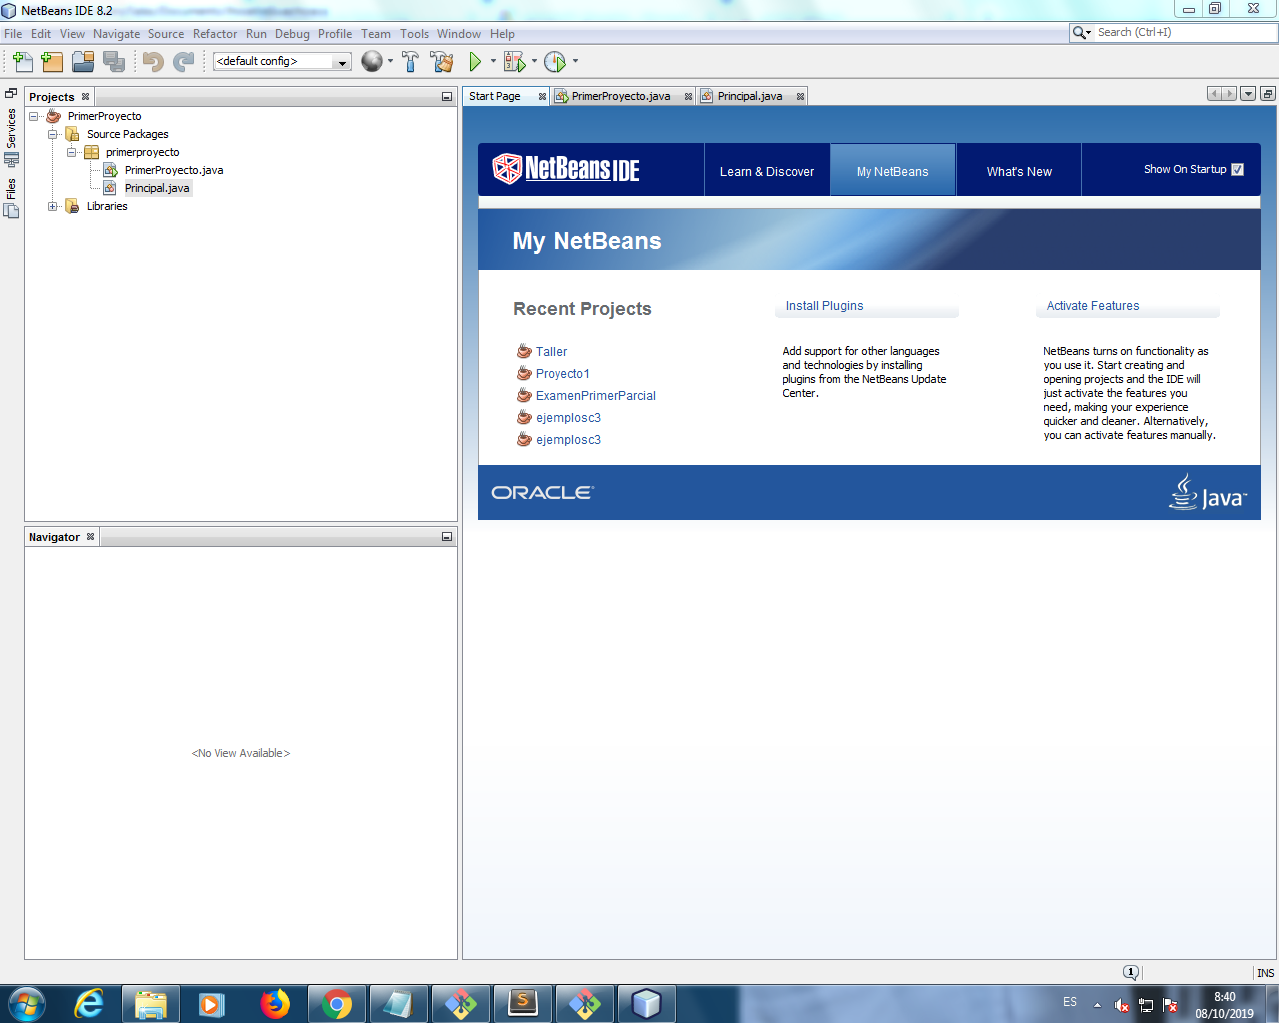 NetBeans IDE 8.2
File Edit View Navigate Source Refactor Run Debug Profile Team Tools Window Help
Search (Ctrl+I)
<default config>
Projects
Services
Files
PrimerProyecto
Source Packages
primerproyecto
PrimerProyecto.java
Principal.java
Libraries
Navigator
<No View Available>
Start Page PrimerProyecto.java Principal.java
NetBeans IDE
Learn & Discover
My NetBeans
What's New
Show On Startup
My NetBeans
Recent Projects
Taller
Proyecto1
ExamenPrimerParcial
ejemplosc3
ejemplosc3
Install Plugins
Add support for other languages
and technologies by installing
plugins from the NetBeans Update
Center.
Activate Features
NetBeans turns on functionality as
you use it. Start creating and
opening projects and the IDE will
just activate the features you
need, making your experience
quicker and cleaner. Alternatively,
you can activate features manually.
ORACLE
Java™
1
INS
ES
8:40
08/10/2019